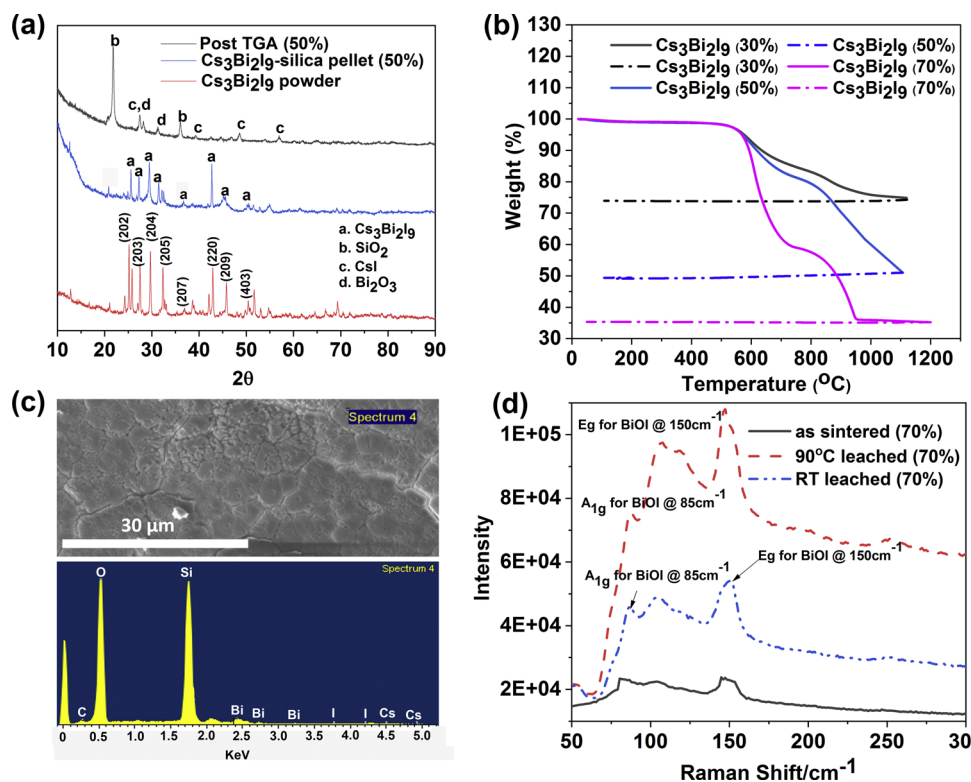 (a)
b
Post TGA (50%)
Cs3Bi2I9-silica pellet (50%)
Cs3Bi2I9 powder
c,d
d
b
c
c
c
a
a
a
a
a
a
a
a
a. Cs3Bi2I9
b. SiO2
c. CsI
d. Bi2O3
(202)
(203)
(204)
(205)
(207)
(220)
(209)
(403)
10 20 30 40 50 60 70 80 90
2θ
(b)
Cs3Bi2I9 (30%)
Cs3Bi2I9 (50%)
Cs3Bi2I9 (30%)
Cs3Bi2I9 (70%)
Cs3Bi2I9 (50%)
Cs3Bi2I9 (70%)
130
120
110
100
90
80
70
60
50
40
30
Weight (%)
0 200 400 600 800 1000 1200
Temperature (OC)
(c)
Spectrum 4
30 μm
Spectrum 4
O
Si
C
Bi
Bi
Bi
I
I
Cs
Cs
0 0.5 1.0 1.5 2.0 2.5 3.0 3.5 4.0 4.5 5.0
KeV
(d)
Eg for BiOI @ 150cm-1
as sintered (70%)
90oC leached (70%)
RT leached (70%)
A1g for BiOI @ 85cm-1
Eg for BiOI @ 150cm-1
A1g for BiOI @ 85cm-1
1E+05
1E+05
8E+04
6E+04
4E+04
2E+04
Intensity
50 100 150 200 250 300
Raman Shift/cm-1